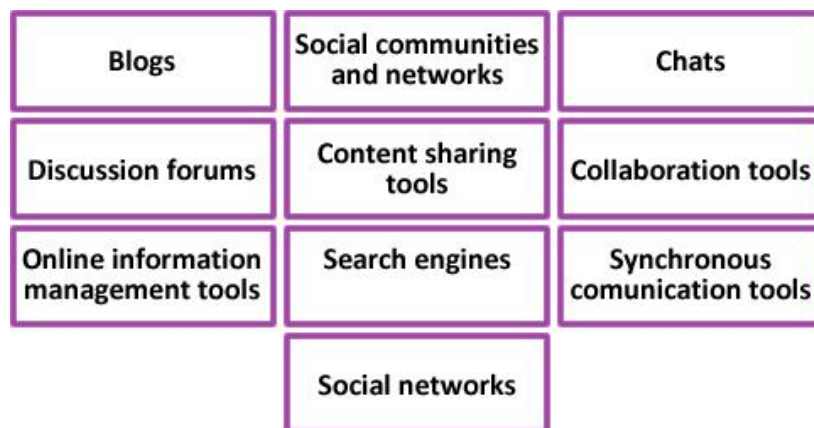 Blogs
Social communities
and networks
Chats
Discussion forums
Content sharing
tools
Collaboration tools
Online information
management tools
Search engines
Synchronous
comunication tools
Social networks